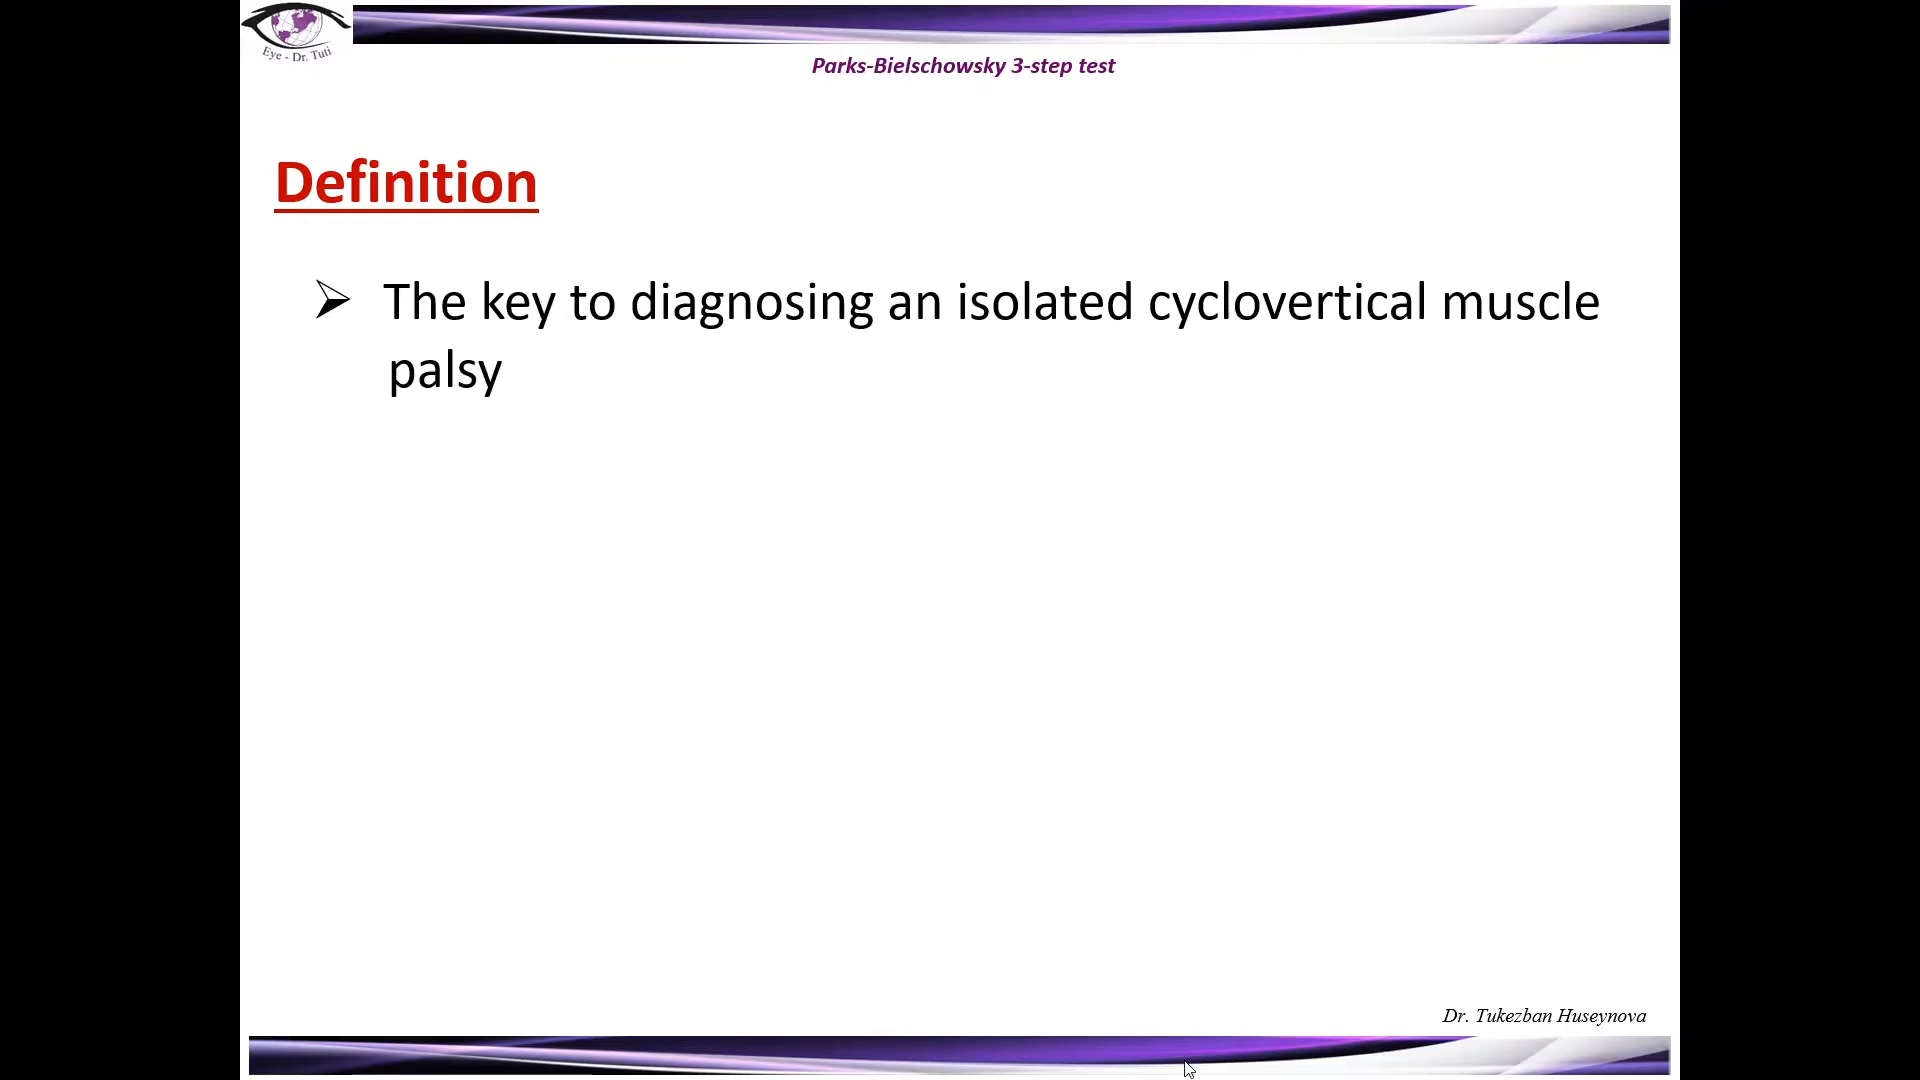 Eye - Dr. Tuti
Parks-Bielschowsky 3-step test
Definition
The key to diagnosing an isolated cyclovertical muscle
palsy
Dr. Tukezban Huseynova